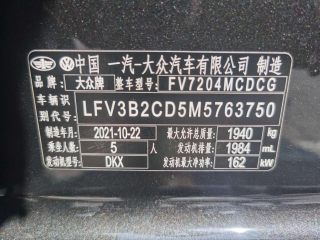 中国 一汽-大众汽车有限公司 制造
品牌: 大众牌 整车型号: FV7204MCDCG
车辆识别代号: LFV3B2CD5M5763750
制造年月 2021-10-22 最大允许总质量 1940 kg
乘坐人数 5 人 发动机排量 1984 mL
发动机型号 DKX 发动机最大净功率 162 kW